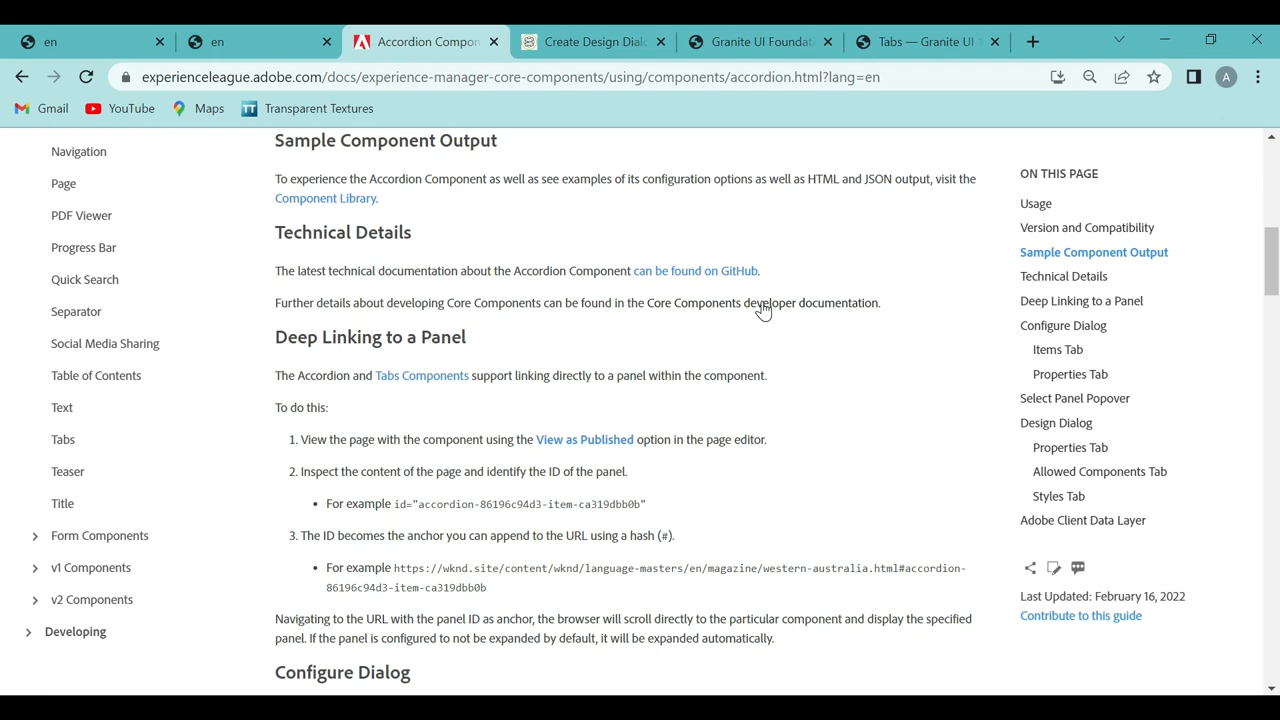 en
en
Accordion Compon
Create Design Dial
Granite UI Foundati
Tabs — Granite UI
experienceleague.adobe.com/docs/experience-manager-core-components/using/components/accordion.html?lang=en
A
Gmail
YouTube
Maps
TT
Transparent Textures
Navigation
Page
PDF Viewer
Progress Bar
Quick Search
Separator
Social Media Sharing
Table of Contents
Text
Tabs
Teaser
Title
Form Components
v1 Components
v2 Components
Developing
Sample Component Output
To experience the Accordion Component as well as see examples of its configuration options as well as HTML and JSON output, visit the
Component Library.
Technical Details
The latest technical documentation about the Accordion Component can be found on GitHub.
Further details about developing Core Components can be found in the Core Components developer documentation.
Deep Linking to a Panel
The Accordion and Tabs Components support linking directly to a panel within the component.
To do this:
1. View the page with the component using the View as Published option in the page editor.
2. Inspect the content of the page and identify the ID of the panel.
• For example id="accordion-86196c94d3-item-ca319dbb0b"
3. The ID becomes the anchor you can append to the URL using a hash (#).
• For example https://wknd.site/content/wknd/language-masters/en/magazine/western-australia.html#accordion-
86196c94d3-item-ca319dbb0b
Navigating to the URL with the panel ID as anchor, the browser will scroll directly to the particular component and display the specified
panel. If the panel is configured to not be expanded by default, it will be expanded automatically.
Configure Dialog
ON THIS PAGE
Usage
Version and Compatibility
Sample Component Output
Technical Details
Deep Linking to a Panel
Configure Dialog
Items Tab
Properties Tab
Select Panel Popover
Design Dialog
Properties Tab
Allowed Components Tab
Styles Tab
Adobe Client Data Layer
Last Updated: February 16, 2022
Contribute to this guide